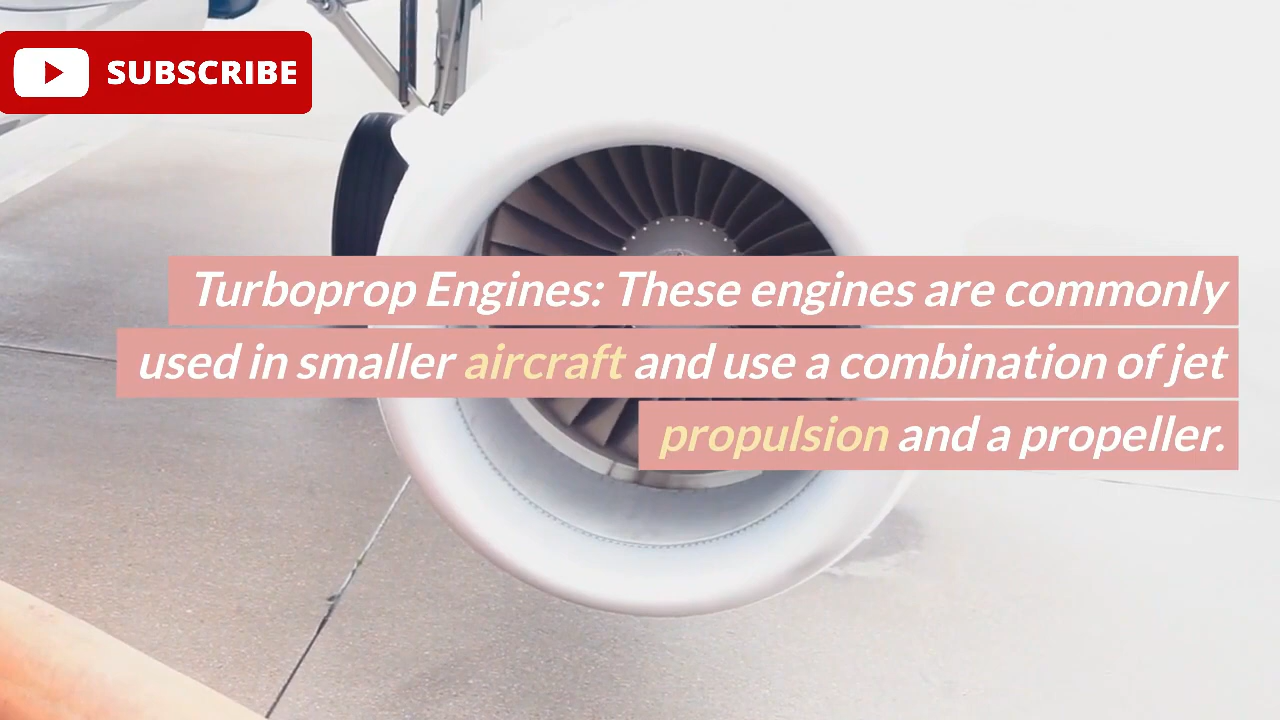 SUBSCRIBE
Turboprop Engines: These engines are commonly
used in smaller aircraft and use a combination of jet
propulsion and a propeller.